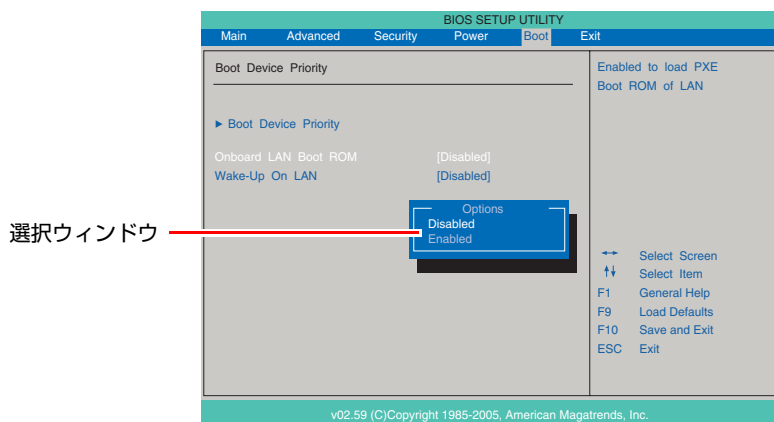 BIOS SETUP UTILITY
Main Advanced Security Power Boot Exit
Boot Device Priority
Enabled to load PXE
Boot ROM of LAN
► Boot Device Priority
Onboard LAN Boot ROM [Disabled]
Wake-Up On LAN [Disabled]
Options
Disabled
Enabled
選択ウィンドウ
Select Screen
Select Item
F1 General Help
F9 Load Defaults
F10 Save and Exit
ESC Exit
v02.59 (C)Copyright 1985-2005, American Magatrends, Inc.